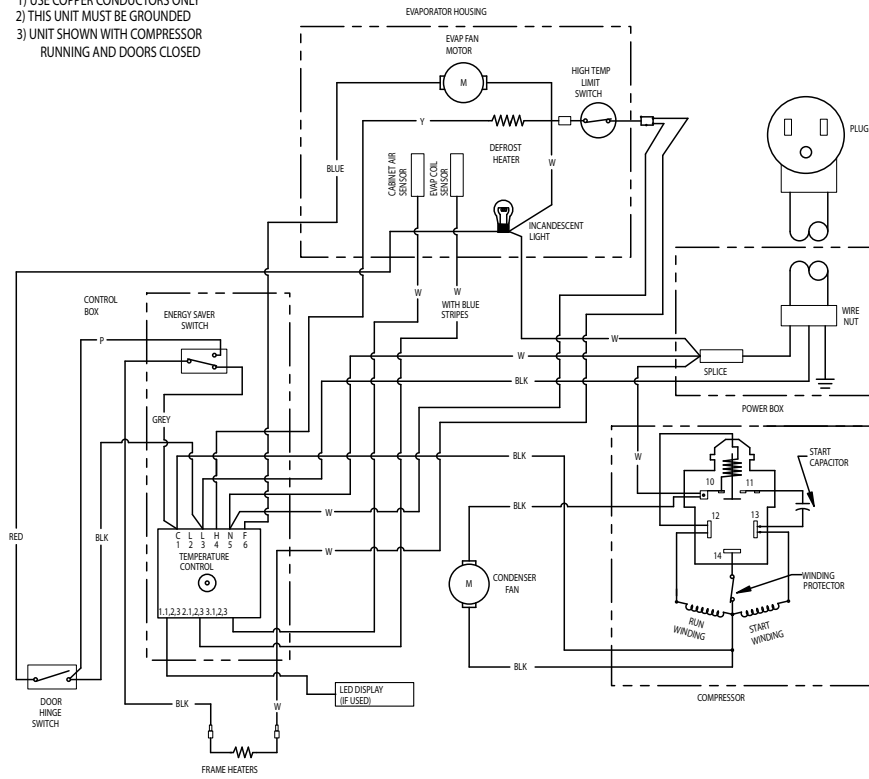 1) USE COPPER CONDUCTORS ONLY
2) THIS UNIT MUST BE GROUNDED
3) UNIT SHOWN WITH COMPRESSOR
RUNNING AND DOORS CLOSED
EVAPORATOR HOUSING
EVAP FAN
MOTOR
M
HIGH TEMP
LIMIT
SWITCH
Y
DEFROST
HEATER
BLUE
CABINET AIR
SENSOR
EVAP COIL
SENSOR
W
INCANDESCENT
LIGHT
PLUG
W
W
WITH BLUE
STRIPES
CONTROL
BOX
ENERGY SAVER
SWITCH
P
WIRE
NUT
W
W
SPLICE
BLK
POWER BOX
GREY
BLK
W
START
CAPACITOR
10
11
BLK
W
12
13
RED
BLK
C L L H N F
1 2 3 4 5 6
TEMPERATURE
CONTROL
W
14
M
CONDENSER
FAN
WINDING
PROTECTOR
1.1,2,3 2.1,2,3 3.1,2,3
RUN
WINDING
START
WINDING
BLK
LED DISPLAY
(IF USED)
DOOR
HINGE
SWITCH
BLK
W
COMPRESSOR
FRAME HEATERS